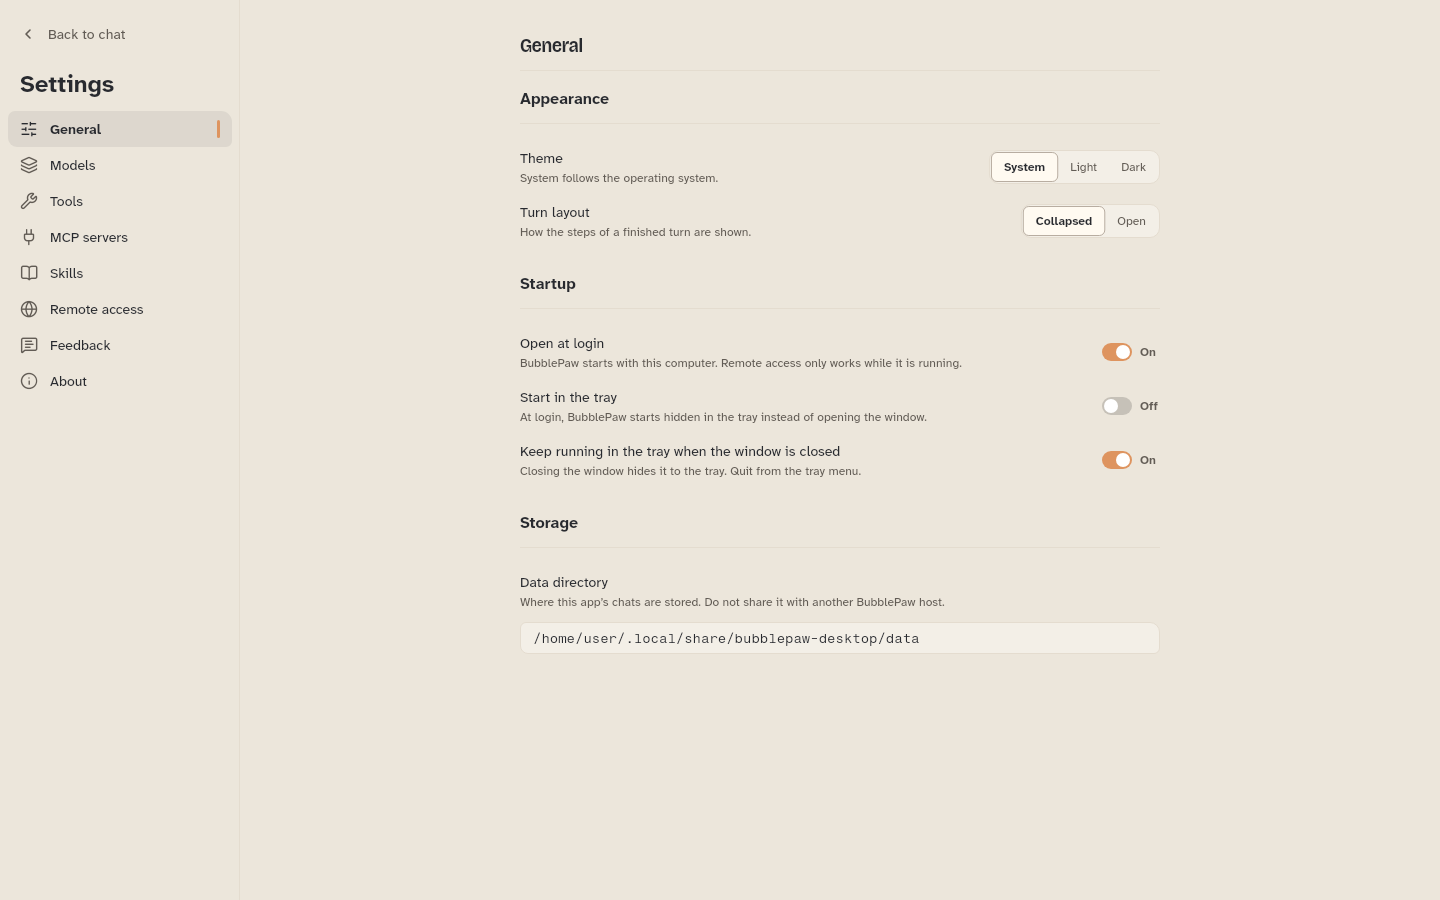 Back to chat
Settings
General
Models
Tools
MCP servers
Skills
Remote access
Feedback
About
General
Appearance
Theme
System follows the operating system.
System Light Dark
Turn layout
How the steps of a finished turn are shown.
Collapsed Open
Startup
Open at login
BubblePaw starts with this computer. Remote access only works while it is running.
On
Start in the tray
At login, BubblePaw starts hidden in the tray instead of opening the window.
Off
Keep running in the tray when the window is closed
Closing the window hides it to the tray. Quit from the tray menu.
On
Storage
Data directory
Where this app's chats are stored. Do not share it with another BubblePaw host.
/home/user/.local/share/bubblepaw-desktop/data